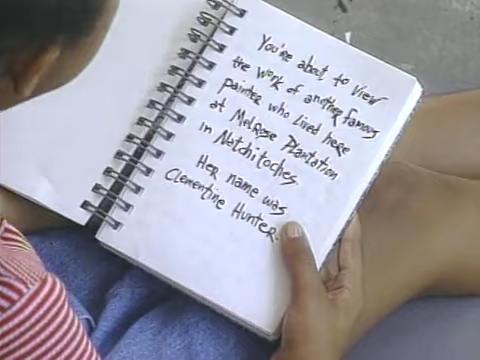 You're about to view
the work of another famous
painter who lived here
at Melrose Plantation
in Natchitoches.
Her name was
Clementine Hunter.